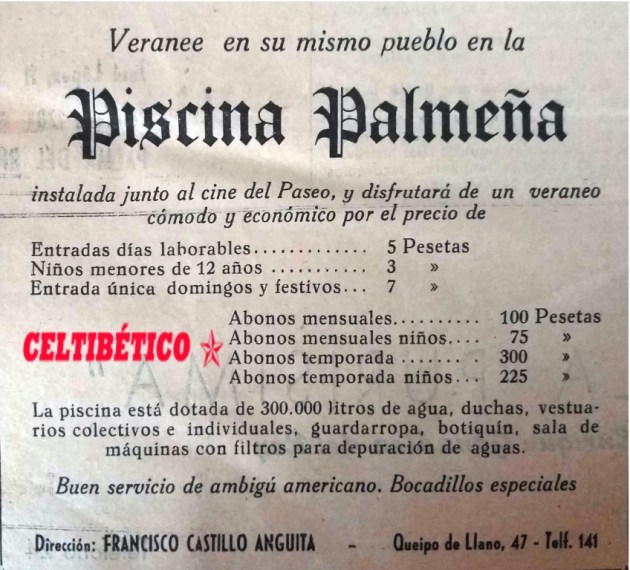 Veranee en su mismo pueblo en la
Piscina Palmeña
instalada junto al cine del Paseo, y disfrutará de un veraneo
cómodo y económico por el precio de
Entradas días laborables............. 5 Pesetas
Niños menores de 12 años ........... 3 »
Entrada única domingos y festivos... 7 »
Abonos mensuales.......... 100 Pesetas
Abonos mensuales niños.... 75 »
CELTIBÉTICO
Abonos temporada ........ 300 »
Abonos temporada niños... 225 »
La piscina está dotada de 300.000 litros de agua, duchas, vestua-
rios colectivos e individuales, guardarropa, botiquín, sala de
máquinas con filtros para depuración de aguas.
Buen servicio de ambigú americano. Bocadillos especiales
Dirección: FRANCISCO CASTILLO ANGUITA - Queipo de Llano, 47 - Telf. 141